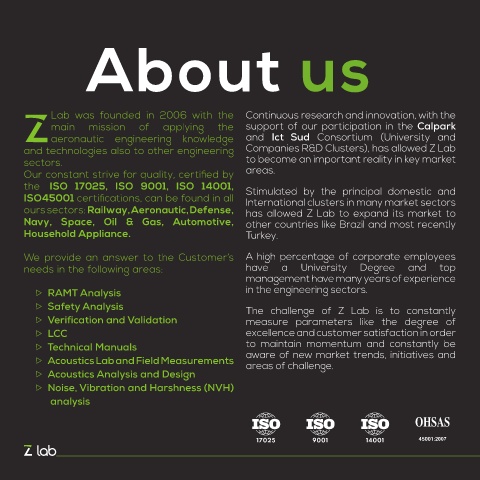 About us
Z Lab was founded in 2006 with the
main mission of applying the
aeronautic engineering knowledge
and technologies also to other engineering
sectors.
Our constant strive for quality, certified by
the ISO 17025, ISO 9001, ISO 14001,
ISO45001 certifications, can be found in all
ours sectors: Railway, Aeronautic, Defense,
Navy, Space, Oil & Gas, Automotive,
Household Appliance.
We provide an answer to the Customer's
needs in the following areas:
▷ RAMT Analysis
▷ Safety Analysis
▷ Verification and Validation
▷ LCC
▷ Technical Manuals
▷ Acoustics Lab and Field Measurements
▷ Acoustics Analysis and Design
▷ Noise, Vibration and Harshness (NVH)
analysis
Continuous research and innovation, with the
support of our participation in the Calpark
and Ict Sud Consortium (University and
Companies R&D Clusters), has allowed Z Lab
to become an important reality in key market
areas.
Stimulated by the principal domestic and
International clusters in many market sectors
has allowed Z Lab to expand its market to
other countries like Brazil and most recently
Turkey.
A high percentage of corporate employees
have a University Degree and top
management have many years of experience
in the engineering sectors.
The challenge of Z Lab is to constantly
measure parameters like the degree of
excellence and customer satisfaction in order
to maintain momentum and constantly be
aware of new market trends, initiatives and
areas of challenge.
ISO ISO ISO OHSAS
17025 9001 14001 45001:2007
Z lab